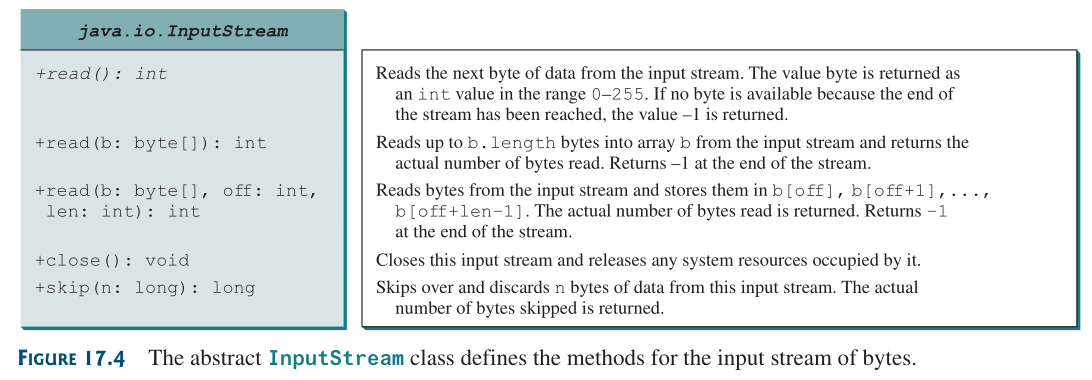 java.io.InputStream
+read(): int
Reads the next byte of data from the input stream. The value byte is returned as
an int value in the range 0–255. If no byte is available because the end of
the stream has been reached, the value –1 is returned.
+read(b: byte[]): int
Reads up to b.length bytes into array b from the input stream and returns the
actual number of bytes read. Returns –1 at the end of the stream.
+read(b: byte[], off: int,
len: int): int
Reads bytes from the input stream and stores them in b[off], b[off+1],...,
b[off+len-1]. The actual number of bytes read is returned. Returns -1
at the end of the stream.
+close(): void
Closes this input stream and releases any system resources occupied by it.
+skip(n: long): long
Skips over and discards n bytes of data from this input stream. The actual
number of bytes skipped is returned.
FIGURE 17.4 The abstract InputStream class defines the methods for the input stream of bytes.